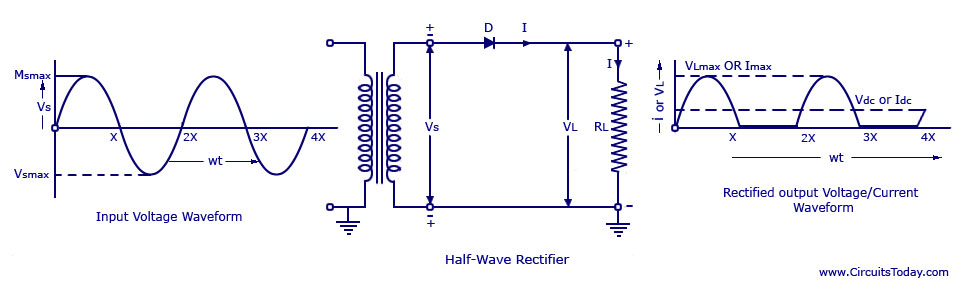 Msmax
Vs
Vsmax
X
2X
3X
4X
wt
Input Voltage Waveform
+
-
D
I
+
I
Vs
VL
RL
-
-
+
Half-Wave Rectifier
i or VL
VLmax OR Imax
Vdc or Idc
X
2X
3X
4X
wt
Rectified output Voltage/Current
Waveform
www.CircuitsToday.com